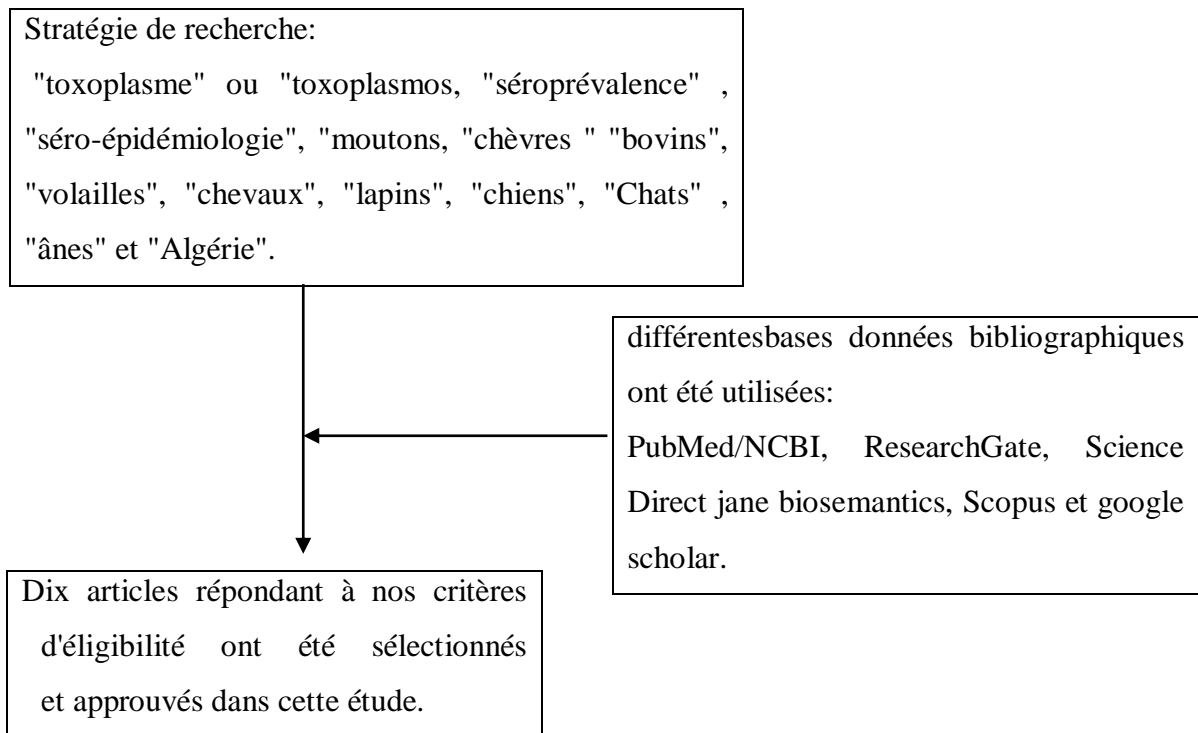 Stratégie de recherche:
"toxoplasme" ou "toxoplasmos, "séroprévalence" ,
"séro-épidémiologie", "moutons, "chèvres " "bovins",
"volailles", "chevaux", "lapins", "chiens", "Chats" ,
"ânes" et "Algérie".
différentesbases données bibliographiques
ont été utilisées:
PubMed/NCBI, ResearchGate, Science
Direct jane biosemantics, Scopus et google
scholar.
Dix articles répondant à nos critères
d'éligibilité ont été sélectionnés
et approuvés dans cette étude.